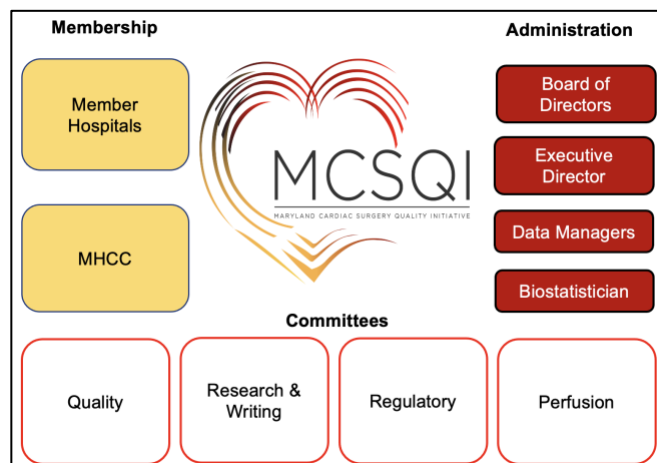 Membership
Administration
Member
Hospitals
MHCC
MCSQI
MARYLAND CARDIAC SURGERY QUALITY INITIATIVE
Board of
Directors
Executive
Director
Data Managers
Biostatistician
Committees
Quality
Research &
Writing
Regulatory
Perfusion